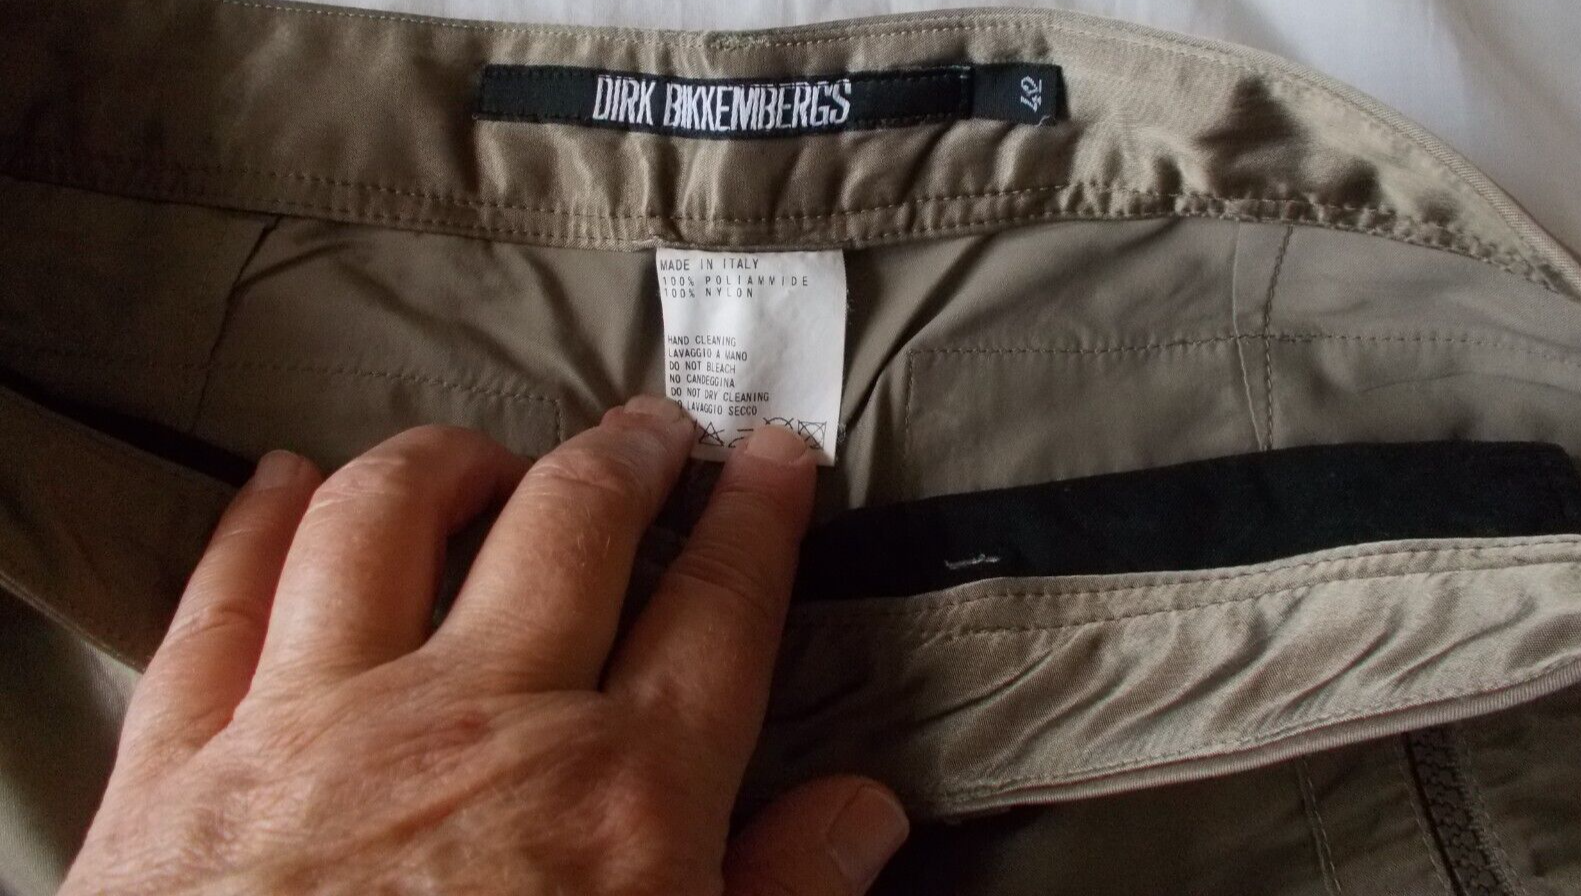 DIRK BIKKEMBERGS
42
MADE IN ITALY
100% POLIAMMIDE
100% NYLON
HAND CLEANING
LAVAGGIO A MANO
DO NOT BLEACH
NO CANDEGGINA
DO NOT DRY CLEANING
LAVAGGIO SECCO